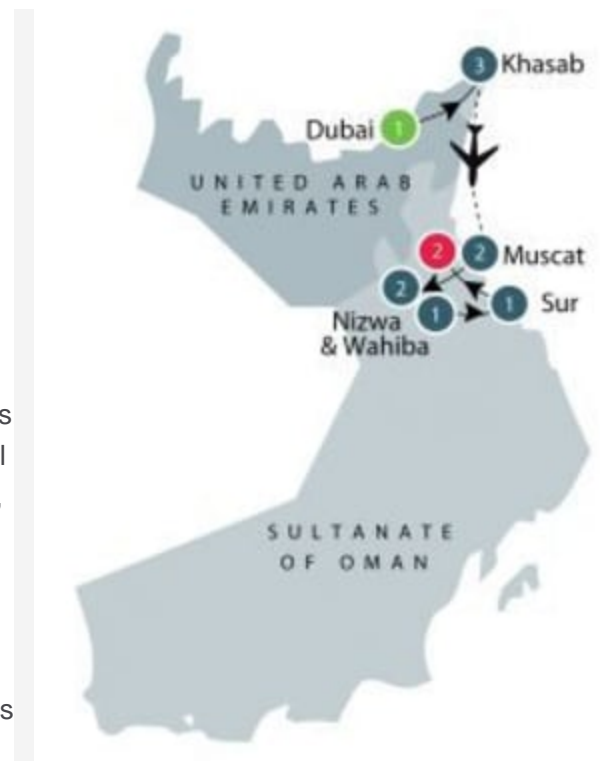 3 Khasab
Dubai 1
UNITED ARAB
EMIRATES
2 2 Muscat
2
1 1 Sur
Nizwa
& Wahiba
s
l
,
SULTANATE
OF OMAN
s